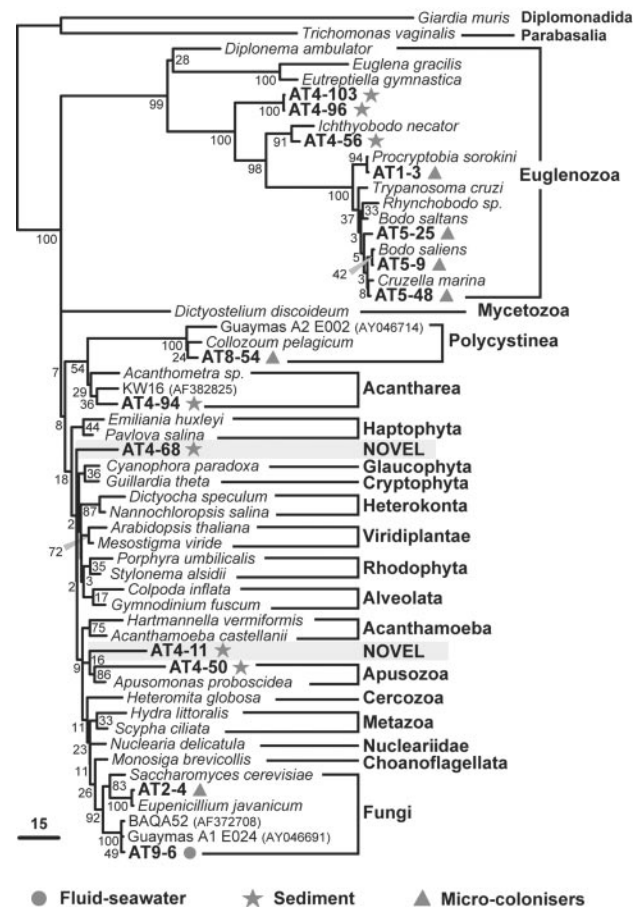 Giardia muris Diplomonadida
Trichomonas vaginalis Parabasalia
Diplonema ambulator
28
Euglena gracilis
100
Eutreptiella gymnastica
99
AT4-103
100
AT4-96
100
Ichthyobodo necator
91
AT4-56
98
94
Procryptobia sorokini
AT1-3
Euglenozoa
100
Trypanosoma cruzi
33
Rhynchobodo sp.
37
Bodo saltans
3
AT5-25
100
5
Bodo saliens
AT5-9
42
3
Cruzella marina
8
AT5-48
Dictyostelium discoideum Mycetozoa
Guaymas A2 E002 (AY046714)
100
Collozoum pelagicum
Polycystinea
24
AT8-54
7
54
Acanthometra sp.
29
KW16 (AF382825)
Acantharea
36
AT4-94
8
Emiliania huxleyi
44
Haptophyta
Pavlova salina
AT4-68 NOVEL
18
Cyanophora paradoxa Glaucophyta
36
Guillardia theta Cryptophyta
Dictyocha speculum
87
Heterokonta
Nannochloropsis salina
2
Arabidopsis thaliana
Viridiplantae
72
Mesostigma viride
Porphyra umbilicalis
35
Rhodophyta
3
Stylonema alsidii
2
Colpoda inflata
17
Alveolata
Gymnodinium fuscum
Hartmannella vermiformis
75
Acanthamoeba
Acanthamoeba castellanii
AT4-11 NOVEL
16
9
AT4-50
86
Apusozoa
Apusomonas proboscidea
Heteromita globosa Cercozoa
Hydra littoralis
33
Metazoa
11
Scypha ciliata
23
Nuclearia delicatula Nucleariidae
11
Monosiga brevicollis Choanoflagellata
26
Saccharomyces cerevisiae
83
AT2-4
100
Eupenicillium javanicum
Fungi
92
BAQA52 (AF372708)
100
Guaymas A1 E024 (AY046691)
49
AT9-6
15
Fluid-seawater Sediment Micro-colonisers